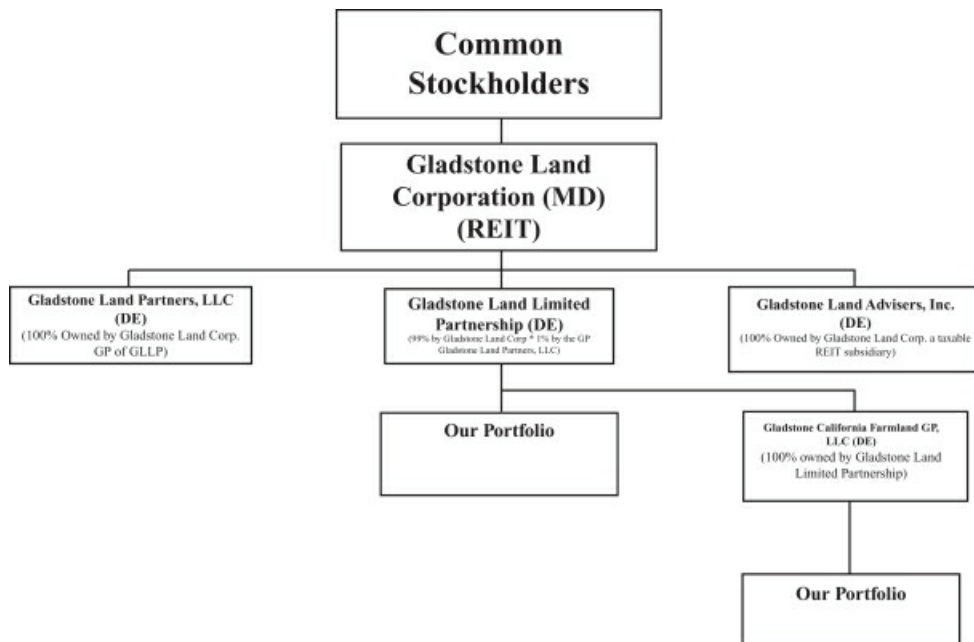 Common
Stockholders
Gladstone Land
Corporation (MD)
(REIT)
Gladstone Land Partners, LLC
(DE)
(100% Owned by Gladstone Land Corp.
GP of GLLP)
Gladstone Land Limited
Partnership (DE)
(99% by Gladstone Land Corp * 1% by the GP
Gladstone Land Partners, LLC)
Gladstone Land Advisers, Inc.
(DE)
(100% Owned by Gladstone Land Corp. a taxable
REIT subsidiary)
Our Portfolio
Gladstone California Farmland GP,
LLC (DE)
(100% owned by Gladstone Land
Limited Partnership)
Our Portfolio